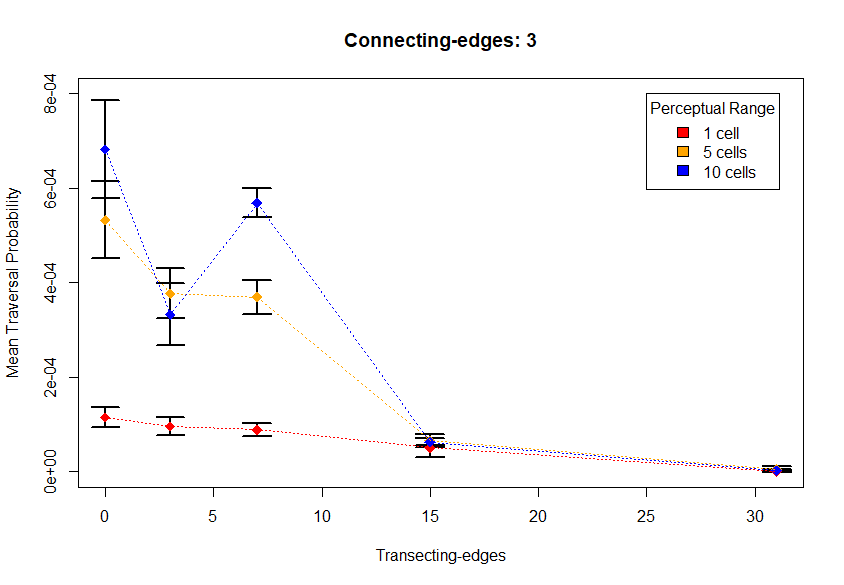 Connecting-edges: 3
Mean Traversal Probability
8e-04
6e-04
4e-04
2e-04
0e+00
Perceptual Range
1 cell
5 cells
10 cells
0 5 10 15 20 25 30
Transecting-edges